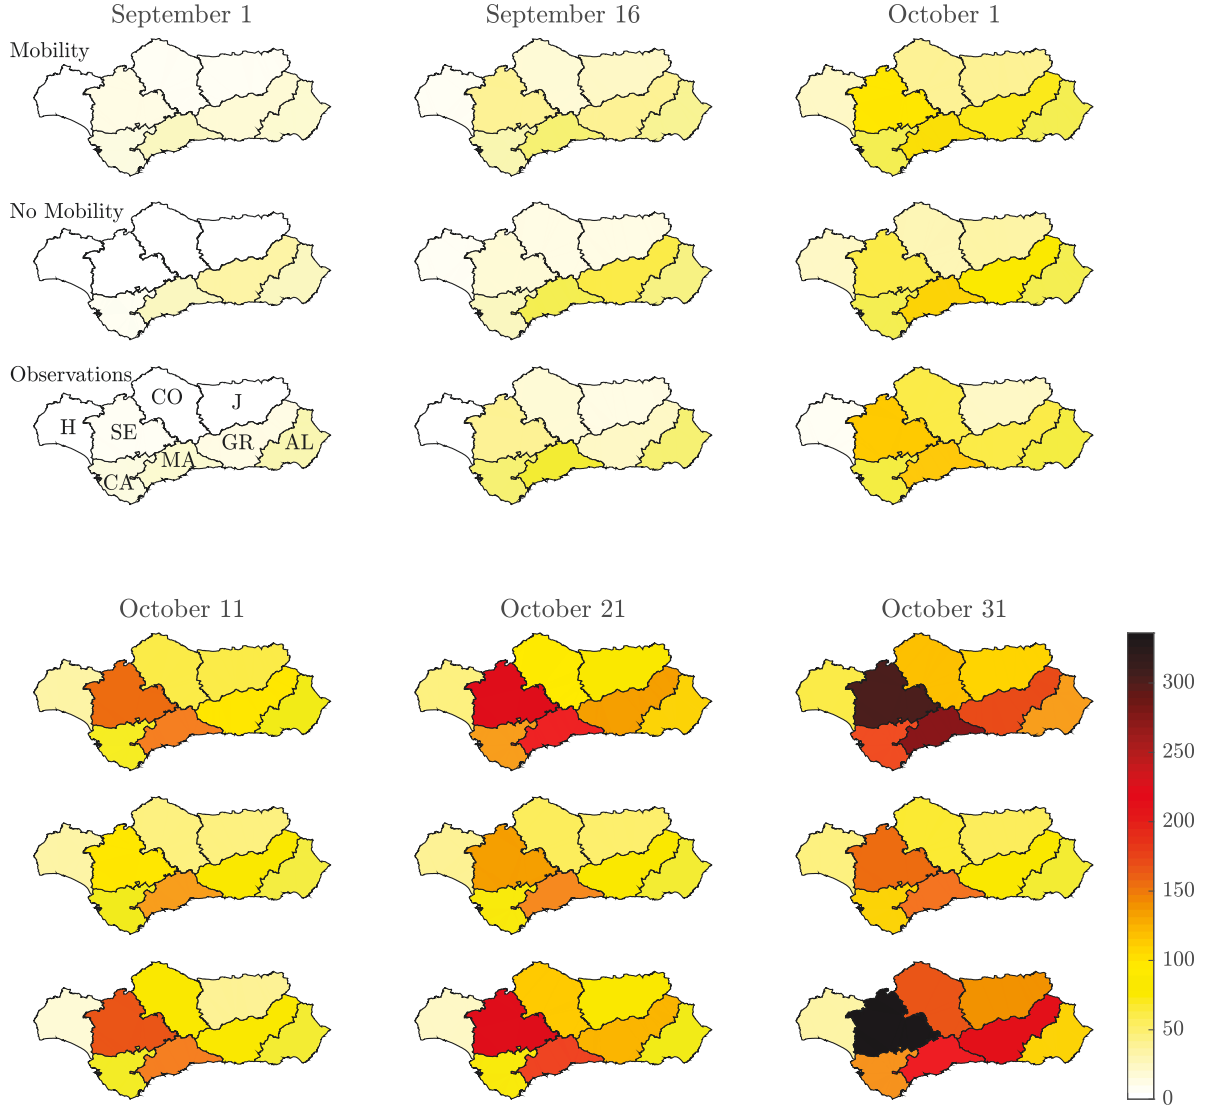 September 1
September 16
October 1
Mobility
No Mobility
Observations
CO
J
H
SE
GR
AL
MA
CA
October 11
October 21
October 31
300
250
200
150
100
50
0